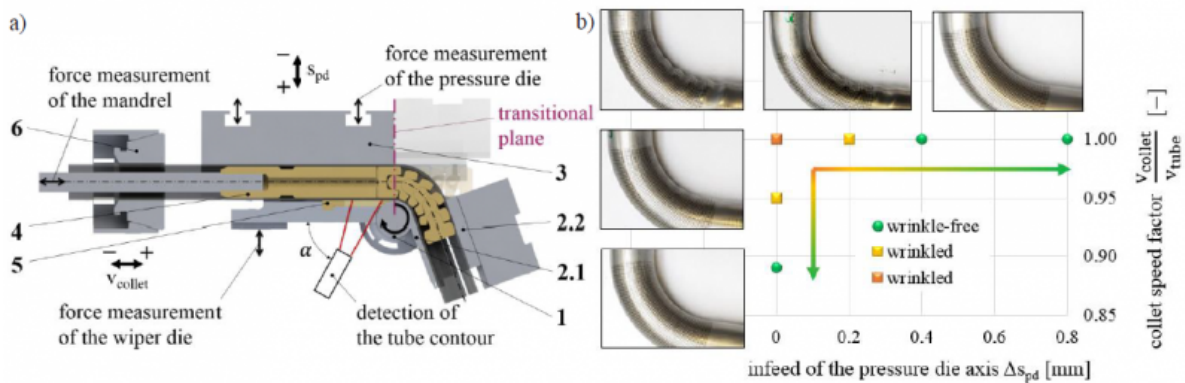 a)
force measurement
of the mandrel
−
+
s_pd
force measurement
of the pressure die
transitional
plane
6
3
4
5
2.2
2.1
1
α
− +
v_collet
force measurement
of the wiper die
detection of
the tube contour
b)
1.00
0.95
0.90
0.85
wrinkle-free
wrinkled
wrinkled
0 0.2 0.4 0.6 0.8
infeed of the pressure die axis Δs_pd [mm]
collet speed factor v_collet / v_tube [−]